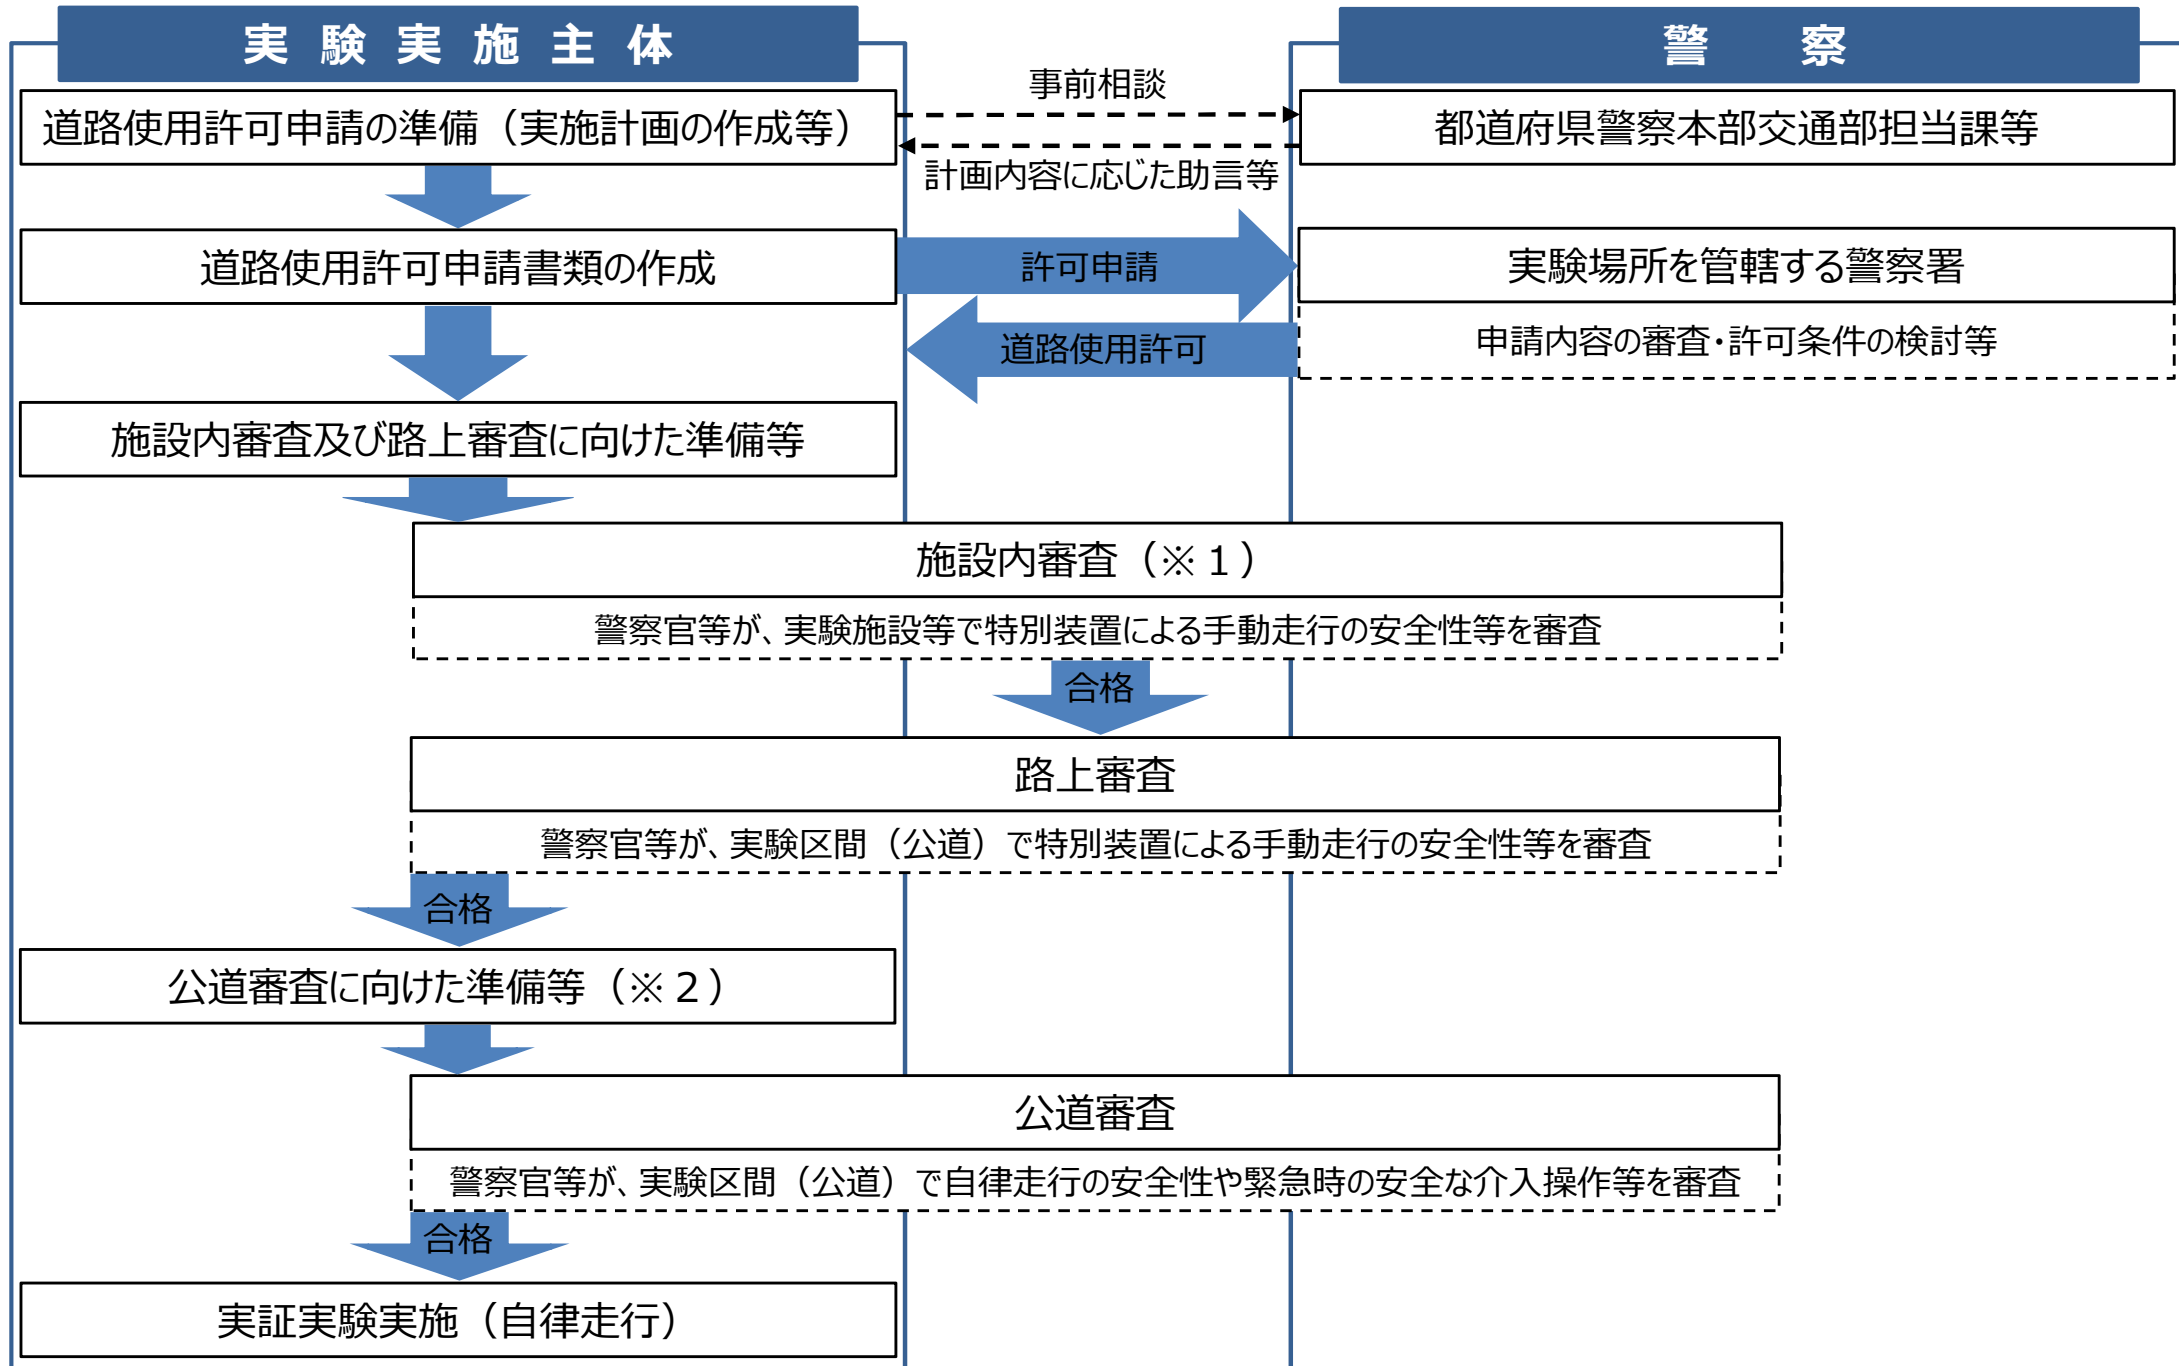 実験実施主体
警察
事前相談
道路使用許可申請の準備（実施計画の作成等）
都道府県警察本部交通部担当課等
計画内容に応じた助言等
道路使用許可申請書類の作成
許可申請
実験場所を管轄する警察署
道路使用許可
申請内容の審査・許可条件の検討等
施設内審査及び路上審査に向けた準備等
施設内審査（※１）
警察官等が、実験施設等で特別装置による手動走行の安全性等を審査
合格
路上審査
警察官等が、実験区間（公道）で特別装置による手動走行の安全性等を審査
合格
公道審査に向けた準備等（※２）
公道審査
警察官等が、実験区間（公道）で自律走行の安全性や緊急時の安全な介入操作等を審査
合格
実証実験実施（自律走行）